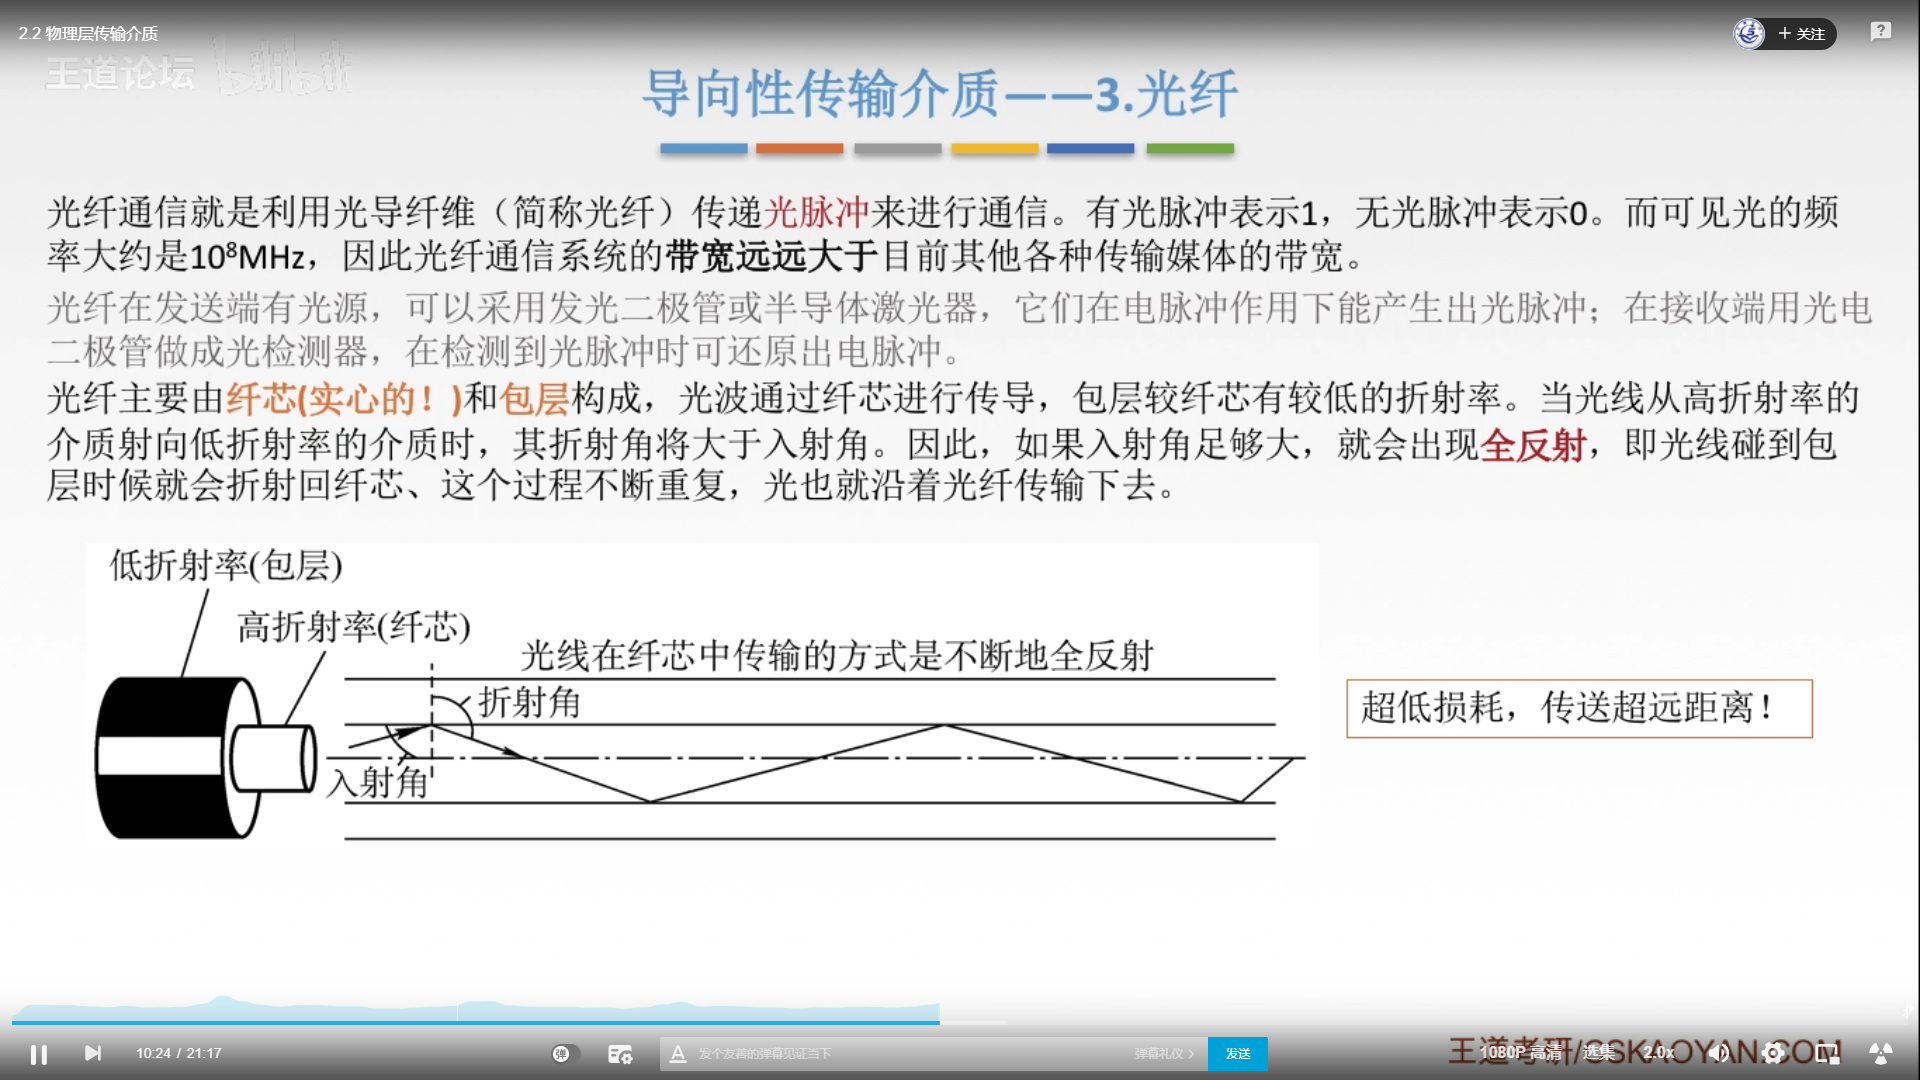 2.2 物理层传输介质
+ 关注
王道论坛 bilibili
导向性传输介质——3.光纤
光纤通信就是利用光导纤维（简称光纤）传递光脉冲来进行通信。有光脉冲表示1，无光脉冲表示0。而可见光的频
率大约是10⁸MHz，因此光纤通信系统的带宽远远大于目前其他各种传输媒体的带宽。
光纤在发送端有光源，可以采用发光二极管或半导体激光器，它们在电脉冲作用下能产生出光脉冲；在接收端用光电
二极管做成光检测器，在检测到光脉冲时可还原出电脉冲。
光纤主要由纤芯(实心的！)和包层构成，光波通过纤芯进行传导，包层较纤芯有较低的折射率。当光线从高折射率的
介质射向低折射率的介质时，其折射角将大于入射角。因此，如果入射角足够大，就会出现全反射，即光线碰到包
层时候就会折射回纤芯、这个过程不断重复，光也就沿着光纤传输下去。
低折射率(包层)
高折射率(纤芯)
光线在纤芯中传输的方式是不断地全反射
折射角
入射角
超低损耗，传送超远距离！
10:24 / 21:17
弹
发个友善的弹幕见证当下
弹幕礼仪 >
发送
王道考研/CSKAOYAN.COM
1080P 高清
选集
2.0x